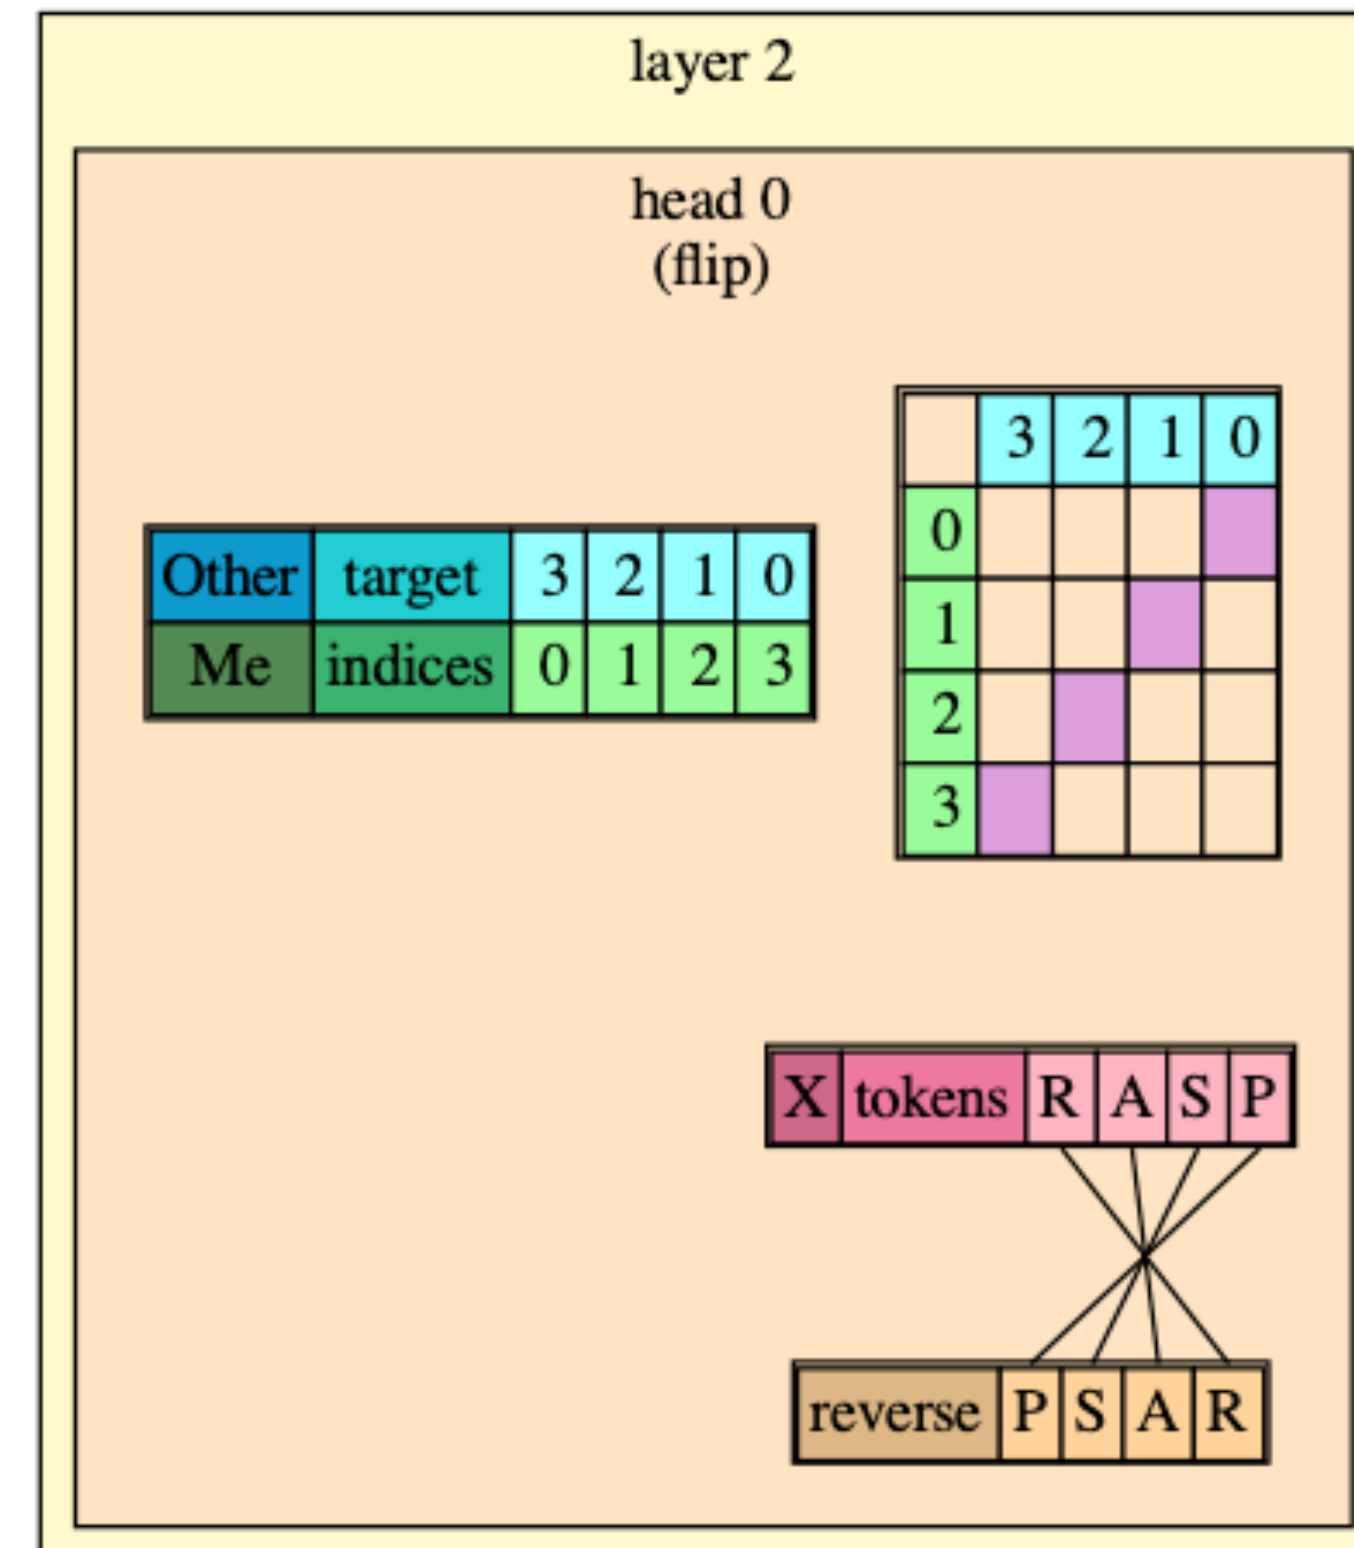 layer 2
head 0
(flip)
3 2 1 0
0
Other target 3 2 1 0
1
Me indices 0 1 2 3
2
3
X tokens R A S P
reverse P S A R